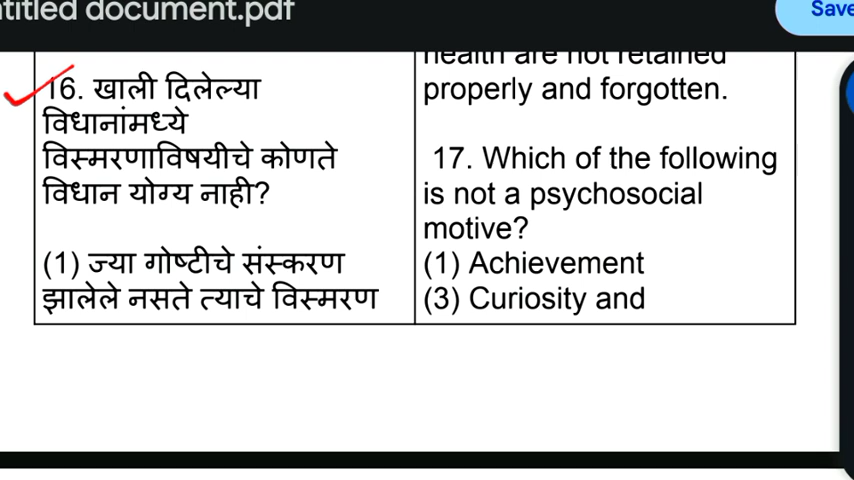 ntitled document.pdf
Save
16. खाली दिलेल्या
विधानांमध्ये
विस्मरणाविषयीचे कोणते
विधान योग्य नाही?
(1) ज्या गोष्टीचे संस्करण
झालेले नसते त्याचे विस्मरण
health are not retained
properly and forgotten.
17. Which of the following
is not a psychosocial
motive?
(1) Achievement
(3) Curiosity and